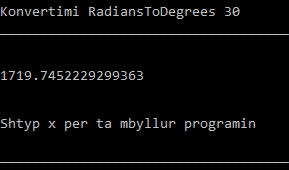 Konvertimi RadiansToDegrees 30
1719.7452229299363
Shtyp x per ta mbyllur programin